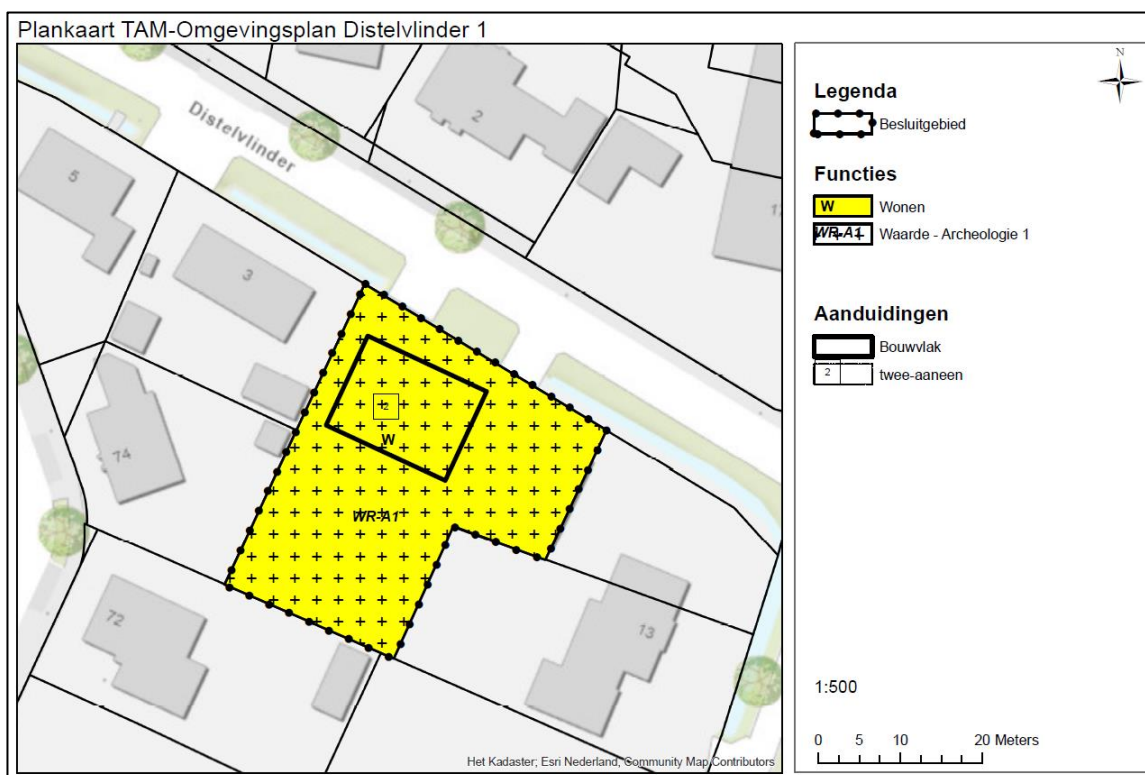 Plankaart TAM-Omgevingsplan Distelvlinder 1
Distelvlinder
2
5
3
74
72
13
2
W
WR-A1
Het Kadaster; Esri Nederland, Community Map Contributors
N
Legenda
Besluitgebied
Functies
W Wonen
WR-A1 Waarde - Archeologie 1
Aanduidingen
Bouwvlak
2 twee-aaneen
1:500
0 5 10 20 Meters